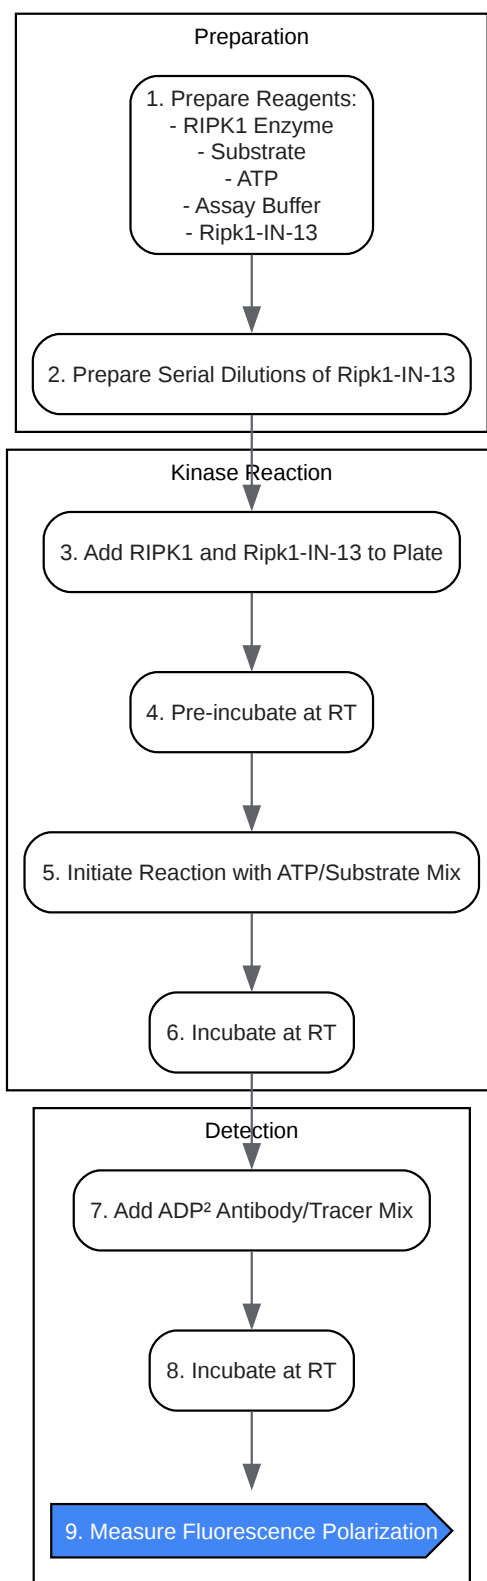 Preparation
1. Prepare Reagents:
- RIPK1 Enzyme
- Substrate
- ATP
- Assay Buffer
- Ripk1-IN-13
2. Prepare Serial Dilutions of Ripk1-IN-13
Kinase Reaction
3. Add RIPK1 and Ripk1-IN-13 to Plate
4. Pre-incubate at RT
5. Initiate Reaction with ATP/Substrate Mix
6. Incubate at RT
Detection
7. Add ADP² Antibody/Tracer Mix
8. Incubate at RT
9. Measure Fluorescence Polarization